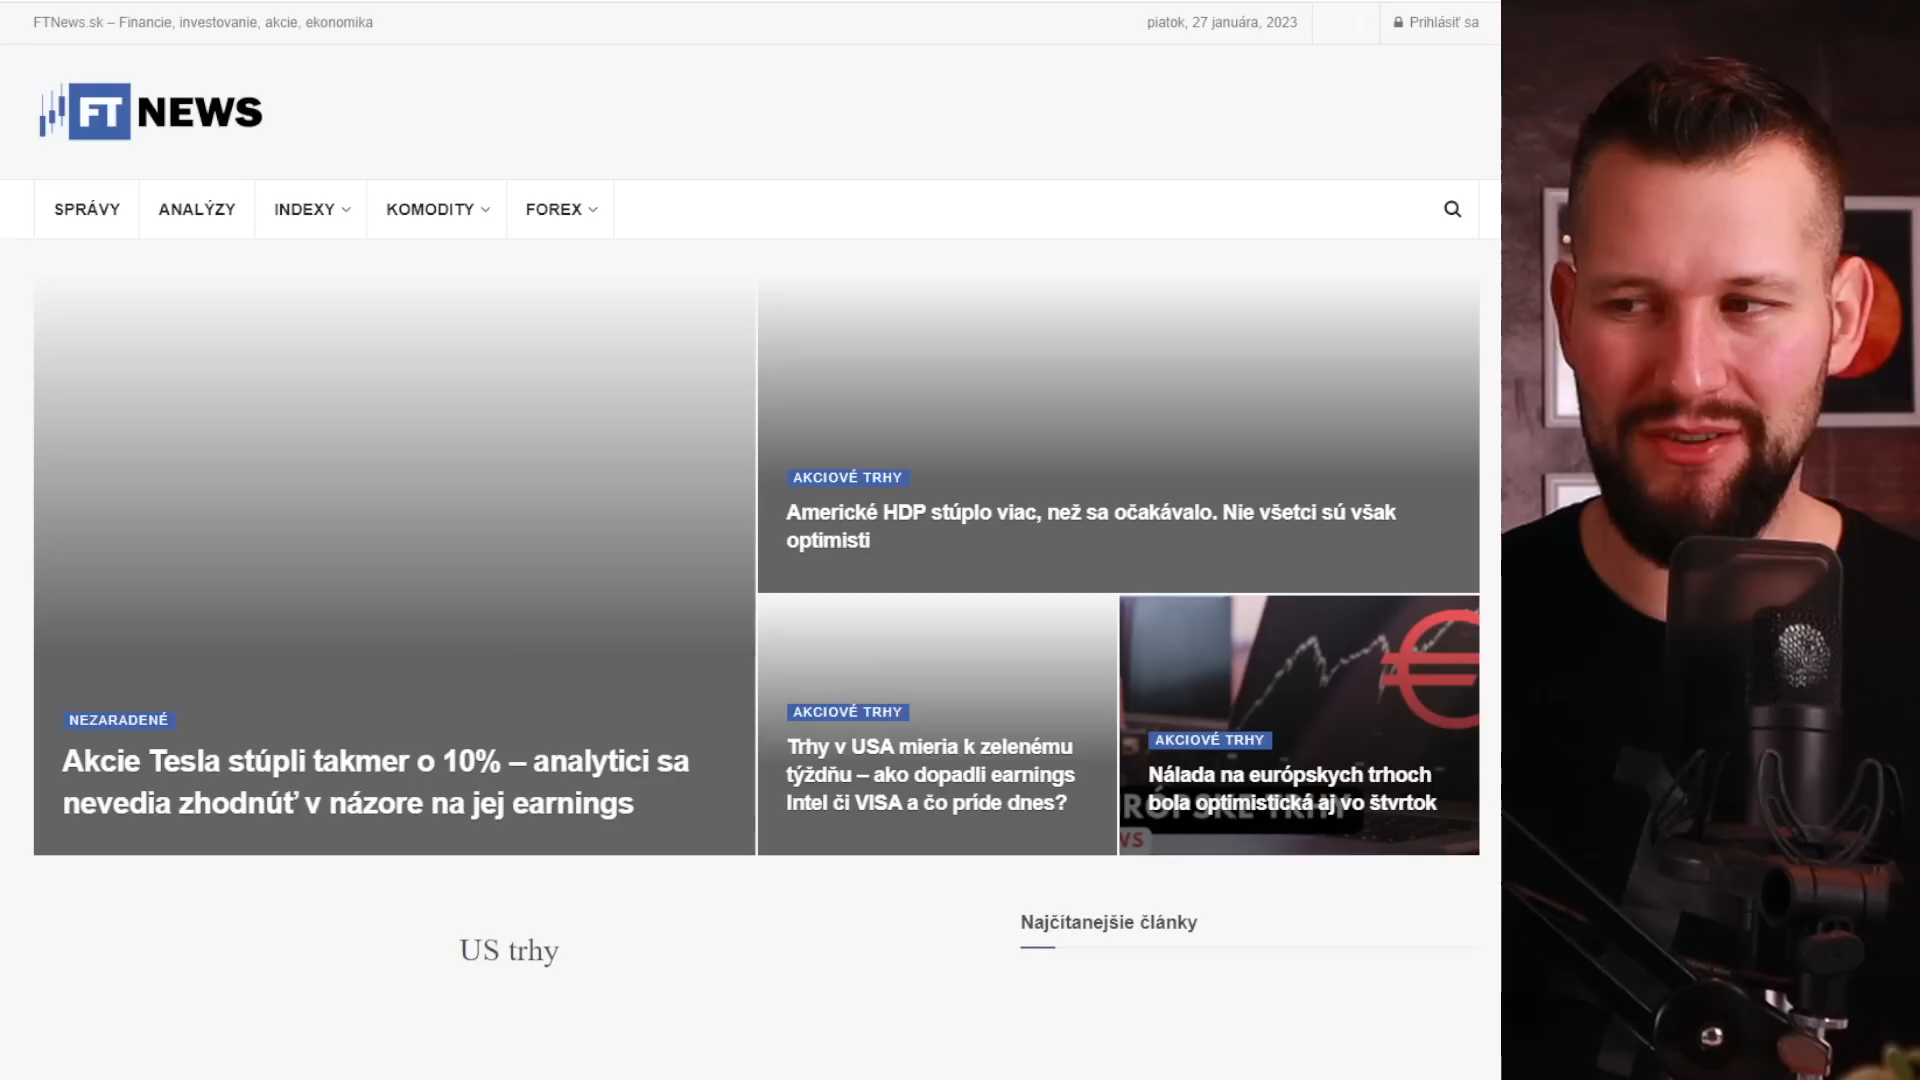 FTNews.sk – Financie, investovanie, akcie, ekonomika
piatok, 27 januára, 2023
Prihlásiť sa
FT NEWS
SPRÁVY
ANALÝZY
INDEXY
KOMODITY
FOREX
NEZARADENÉ
Akcie Tesla stúpli takmer o 10% – analytici sa
nevedia zhodnúť v názore na jej earnings
AKCIOVÉ TRHY
Americké HDP stúplo viac, než sa očakávalo. Nie všetci sú však
optimisti
AKCIOVÉ TRHY
Trhy v USA mieria k zelenému
týždňu – ako dopadli earnings
Intel či VISA a čo príde dnes?
AKCIOVÉ TRHY
Nálada na európskych trhoch
bola optimistická aj vo štvrtok
RÓPSKE TRHY
WS
US trhy
Najčítanejšie články